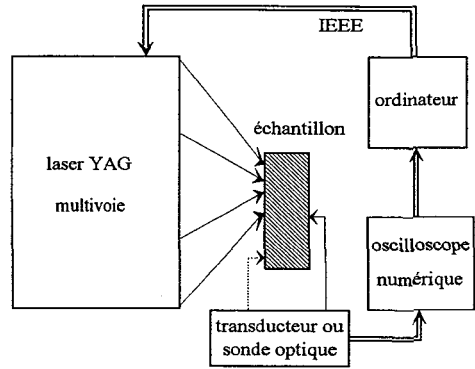 IEEE
laser YAG
multivoie
échantillon
ordinateur
oscilloscope
numérique
transducteur ou
sonde optique